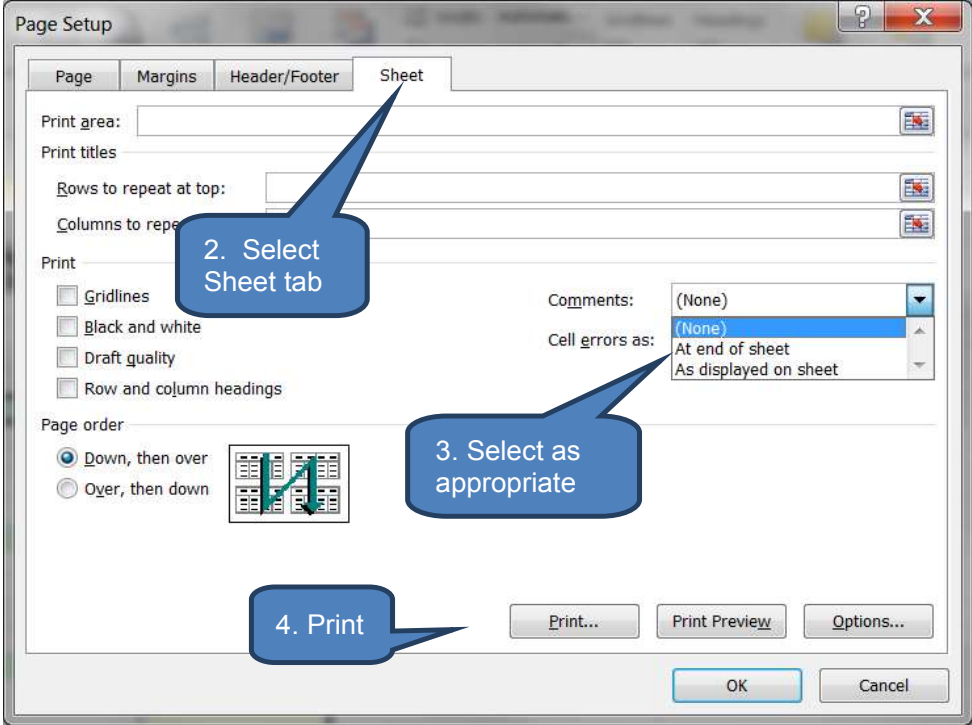 Page Setup
Page Margins Header/Footer Sheet
Print area:
Print titles
Rows to repeat at top:
Columns to repe
2. Select
Sheet tab
Print
Gridlines
Black and white
Draft quality
Row and column headings
Comments: (None)
Cell errors as:
(None)
At end of sheet
As displayed on sheet
3. Select as
appropriate
Page order
Down, then over
Over, then down
4. Print
Print... Print Preview Options...
OK Cancel